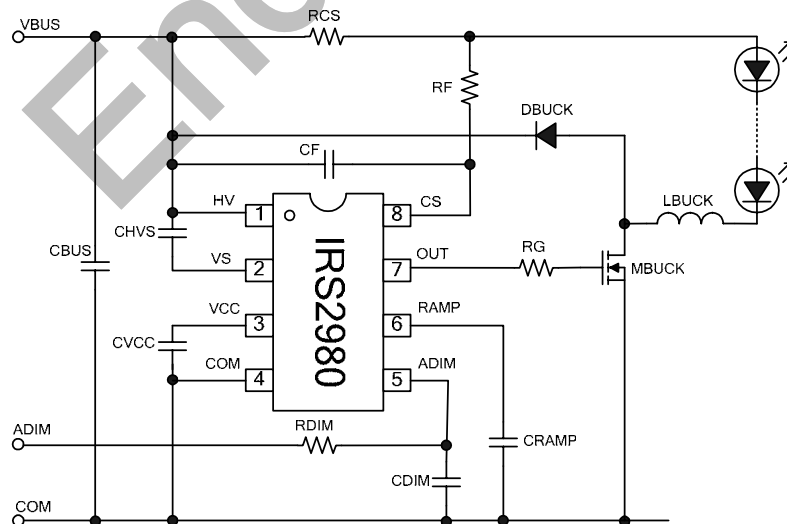 VBUS
RCS
RF
DBUCK
CF
HV
1
8
CS
CHVS
LBUCK
CBUS
VS
2
7
OUT
RG
MBUCK
IRS2980
VCC
3
6
RAMP
CVCC
COM
4
5
ADIM
ADIM
RDIM
CRAMP
CDIM
COM